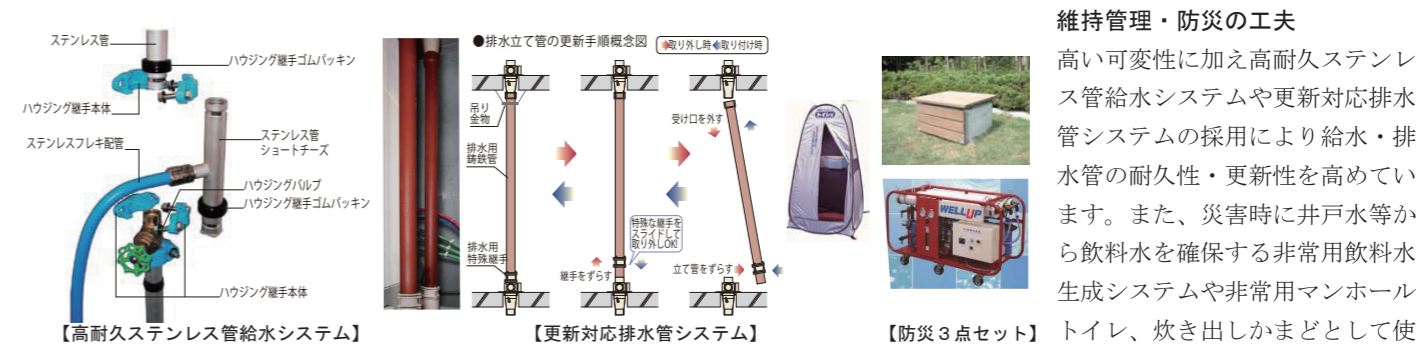 ステンレス管
ハウジング継手ゴムパッキン
ハウジング継手本体
ステンレスフレキ配管
ステンレス管
ショートチーズ
ハウジングバルブ
ハウジング継手ゴムパッキン
ハウジング継手本体
【高耐久ステンレス管給水システム】
●排水立て管の更新手順概念図
取り外し時
取り付け時
吊り
金物
排水用
鋳鉄管
排水用
特殊継手
特殊な継手を
スライドして
取り外しOK!
継手をずらす
受け口を外す
立て管をずらす
【更新対応排水管システム】
WELLUP
【防災3点セット】
維持管理・防災の工夫
高い可変性に加え高耐久ステンレ
ス管給水システムや更新対応排水
管システムの採用により給水・排
水管の耐久性・更新性を高めてい
ます。また、災害時に井戸水等か
ら飲料水を確保する非常用飲料水
生成システムや非常用マンホール
トイレ、炊き出しかまどとして使